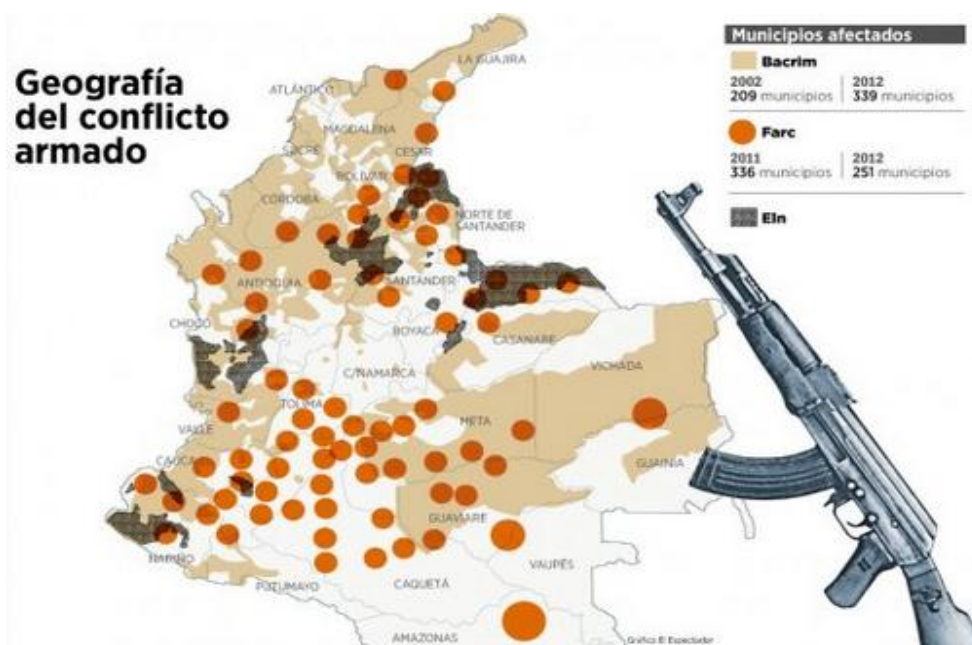 Geografía
del conflicto
armado
Municipios afectados
Bacrim
2002
209 municipios
2012
339 municipios
Farc
2011
336 municipios
2012
251 municipios
Eln
LA GUAJIRA
ATLÁNTICO
MAGDALENA
SUCRE
CESAR
BOLÍVAR
CÓRDOBA
NORTE DE
SANTANDER
ANTIOQUIA
SANTANDER
CHOCÓ
BOYACÁ
CASANARE
C/NAMARCA
VICHADA
TOLIMA
VALLE
META
CAUCA
GUAINÍA
GUAVIARE
NARIÑO
VAUPÉS
PUTUMAYO
CAQUETÁ
AMAZONAS
Gráfico El Espectador